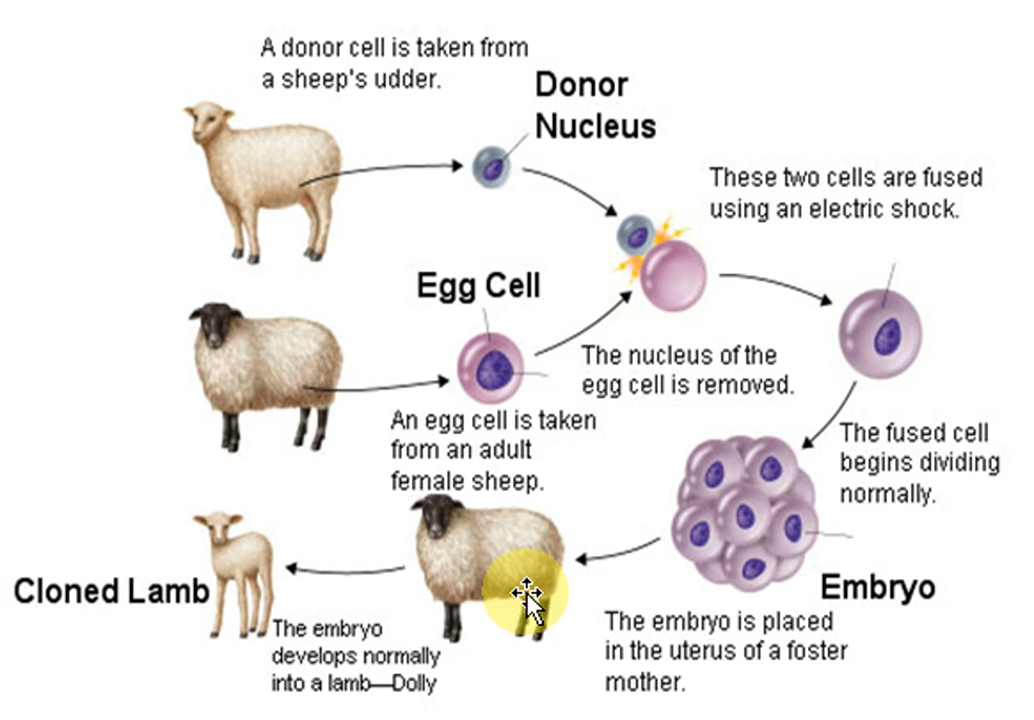 A donor cell is taken from
a sheep's udder.
Donor
Nucleus
These two cells are fused
using an electric shock.
Egg Cell
The nucleus of the
egg cell is removed.
An egg cell is taken
from an adult
female sheep.
The fused cell
begins dividing
normally.
Embryo
The embryo is placed
in the uterus of a foster
mother.
Cloned Lamb
The embryo
develops normally
into a lamb—Dolly